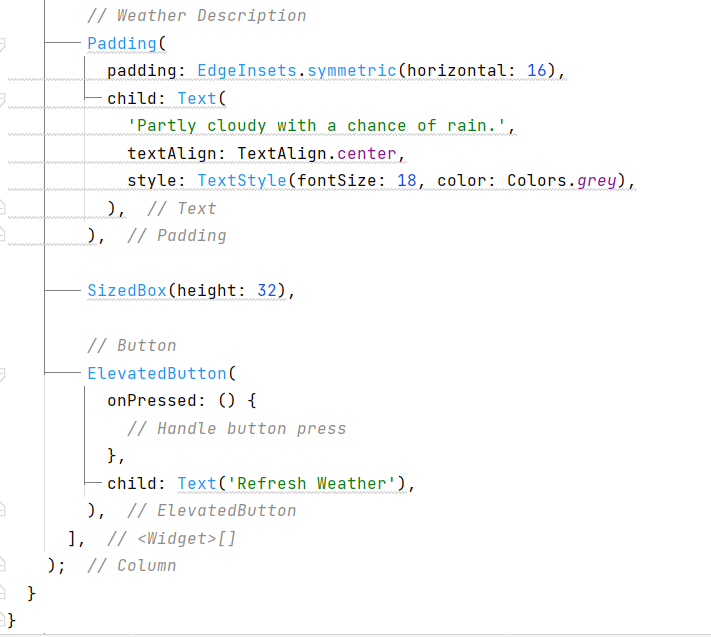 // Weather Description
Padding(
padding: EdgeInsets.symmetric(horizontal: 16),
child: Text(
'Partly cloudy with a chance of rain.',
textAlign: TextAlign.center,
style: TextStyle(fontSize: 18, color: Colors.grey),
), // Text
), // Padding
SizedBox(height: 32),
// Button
ElevatedButton(
onPressed: () {
// Handle button press
},
child: Text('Refresh Weather'),
), // ElevatedButton
], // <Widget>[]
); // Column
}
}